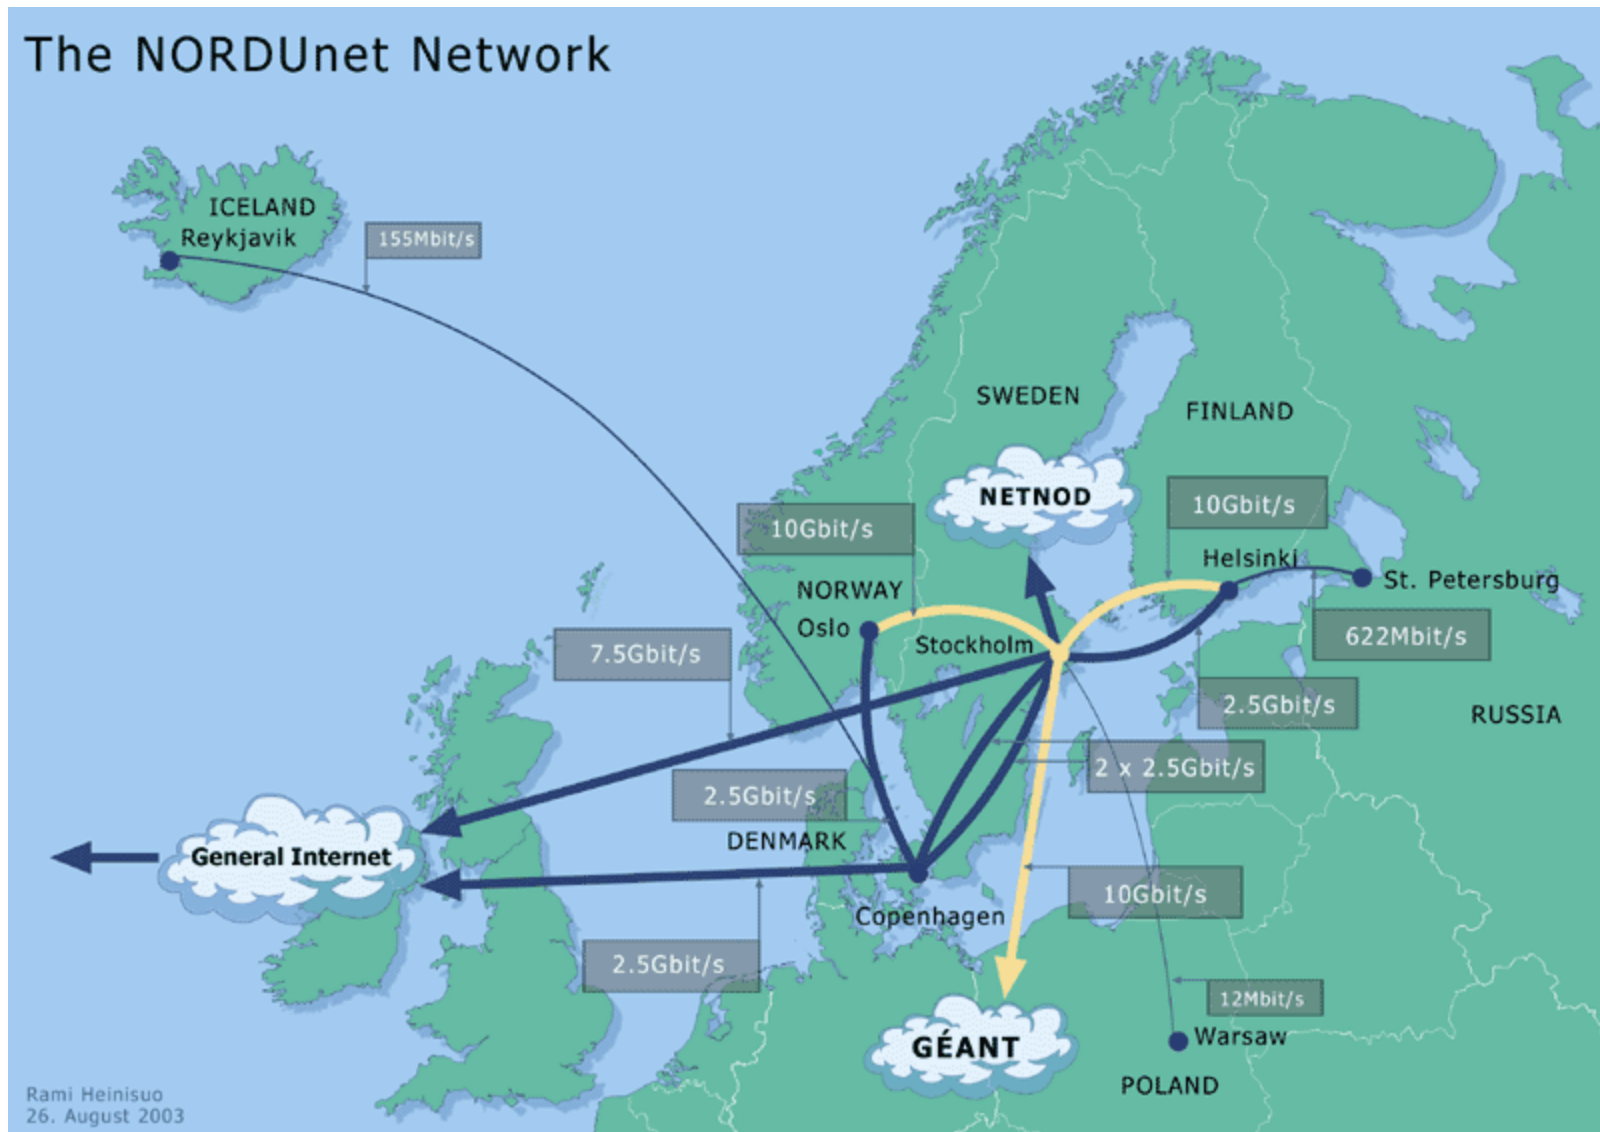 The NORDUnet Network
ICELAND
Reykjavik
155Mbit/s
SWEDEN
FINLAND
NETNOD
10Gbit/s
10Gbit/s
Helsinki
St. Petersburg
NORWAY
Oslo
Stockholm
622Mbit/s
7.5Gbit/s
2.5Gbit/s
RUSSIA
2 x 2.5Gbit/s
2.5Gbit/s
DENMARK
General Internet
10Gbit/s
Copenhagen
2.5Gbit/s
12Mbit/s
Warsaw
GÉANT
POLAND
Rami Heinisuo
26. August 2003